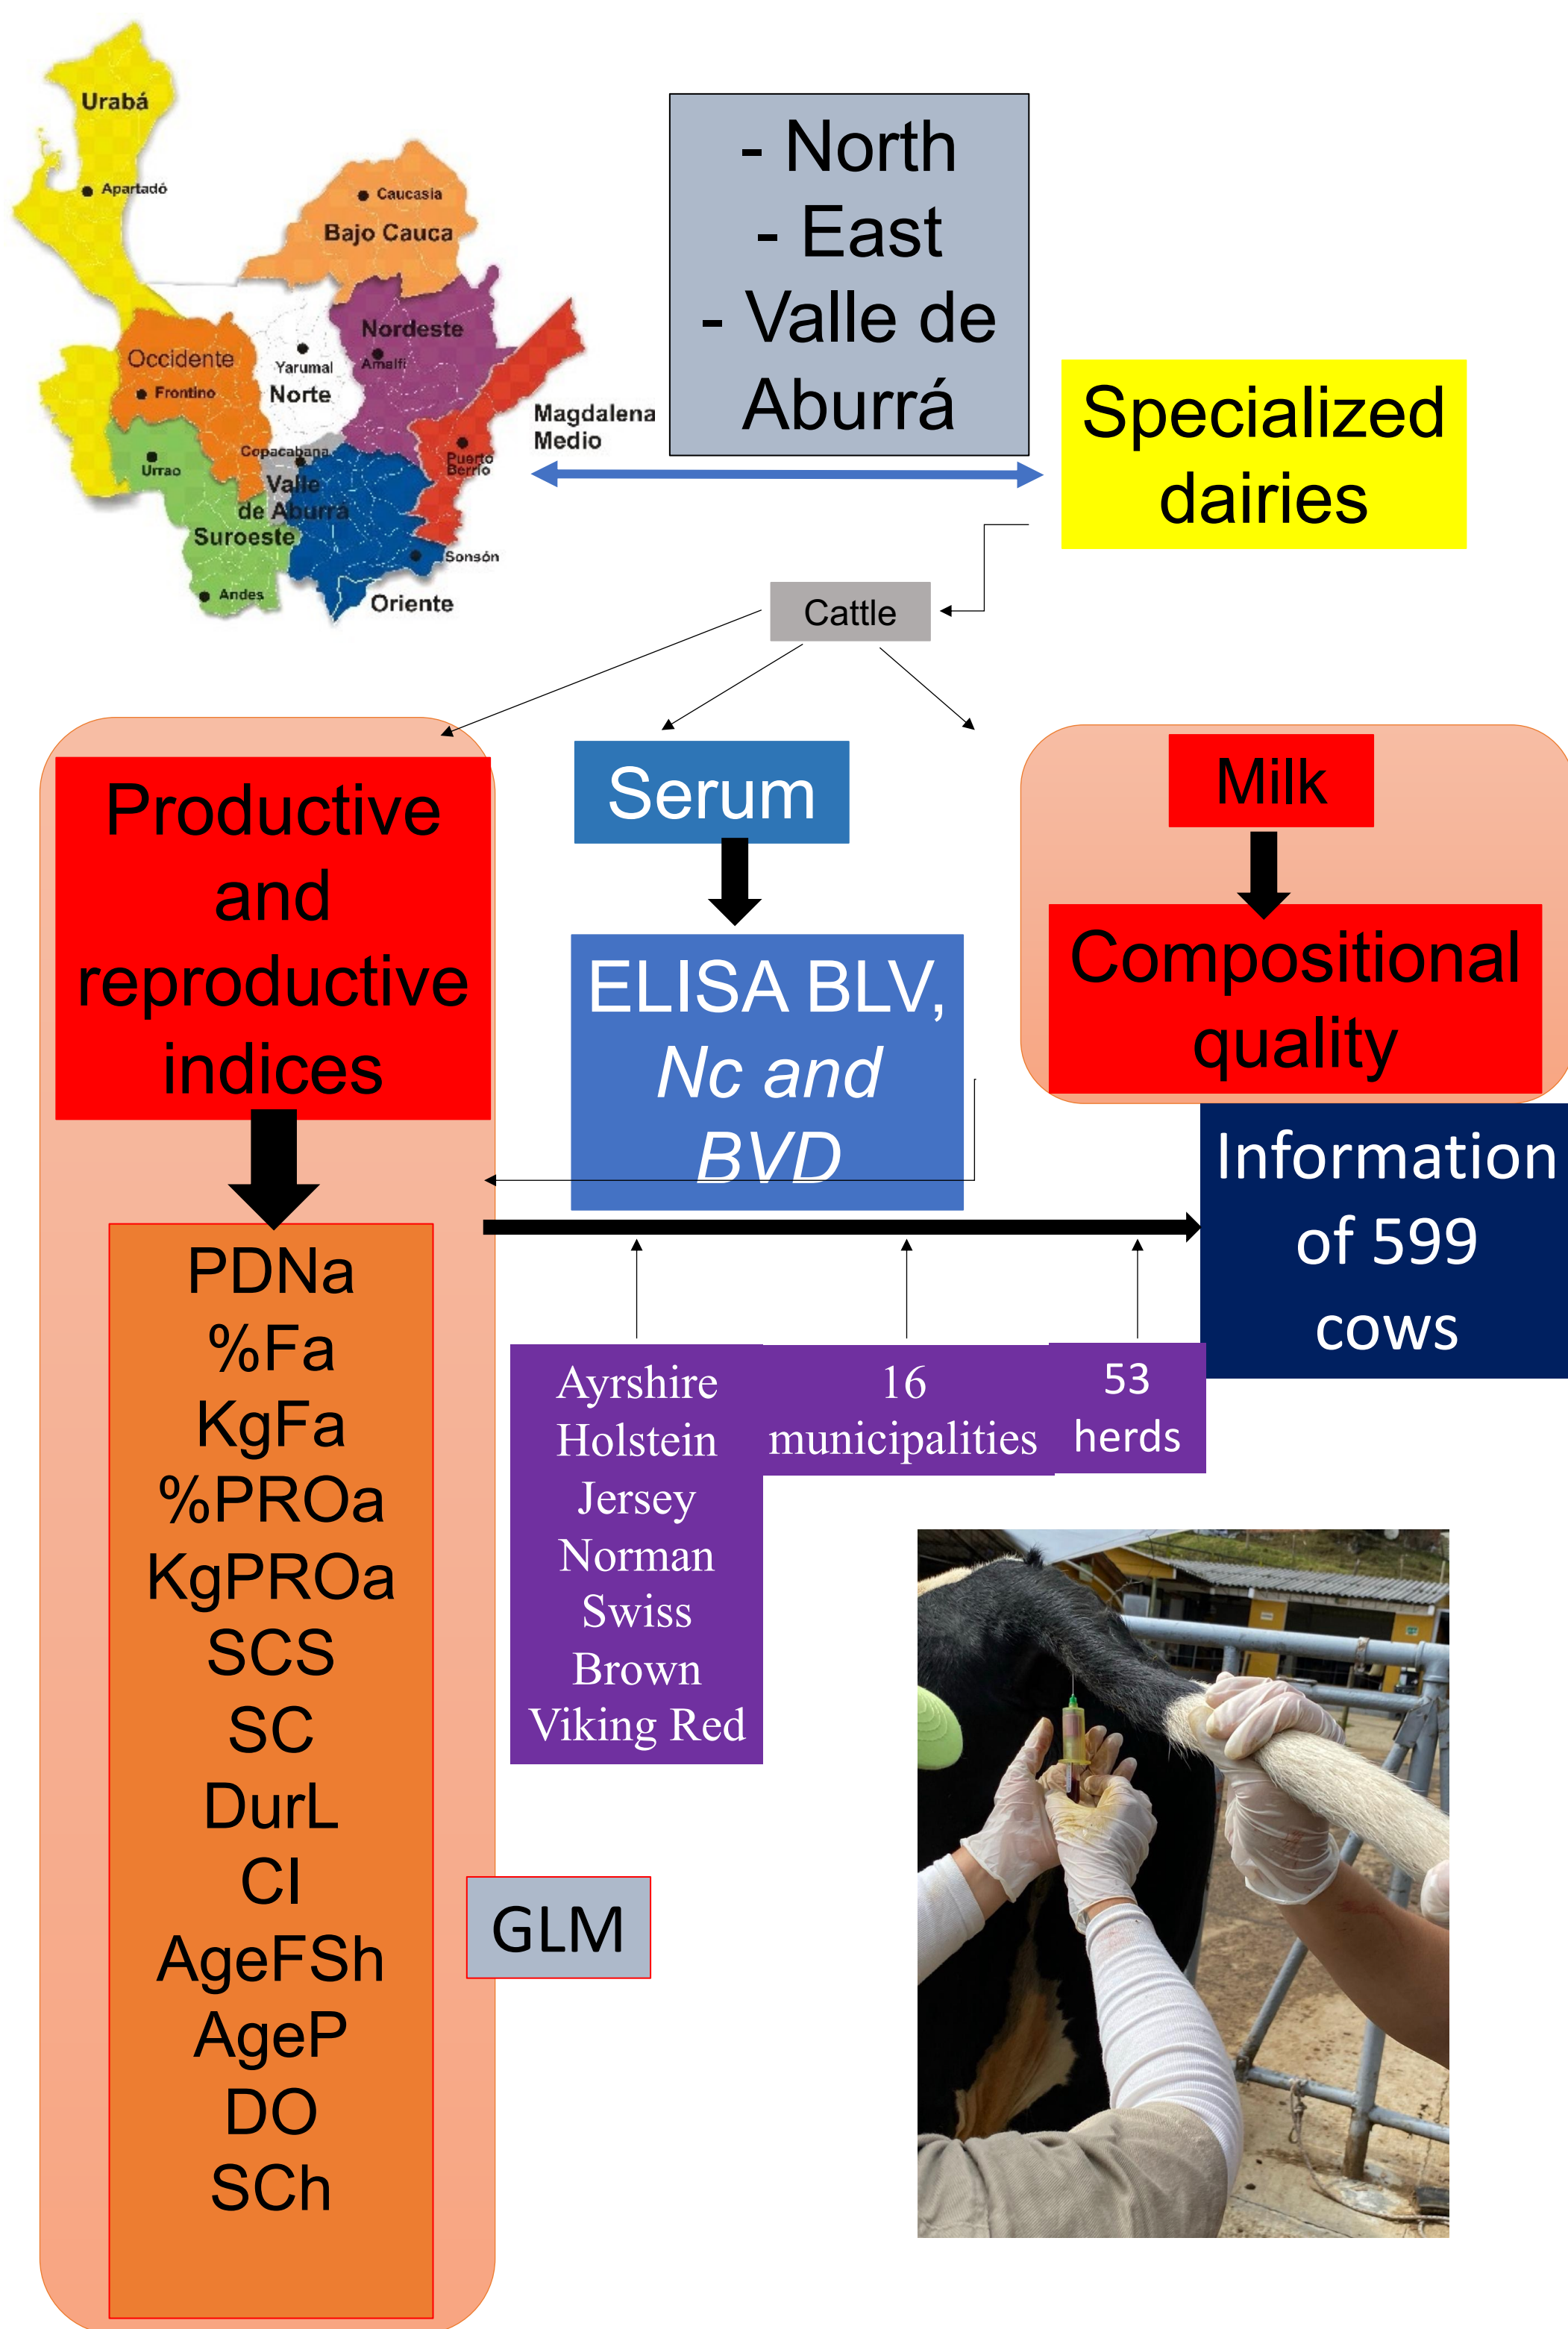 Urabá
Apartadó
Caucasia
Bajo Cauca
Nordeste
Amalfi
Occidente
Yarumal
Frontino
Norte
Magdalena
Medio
Copacabana
Puerto
Berrío
Urrao
Valle
de Aburrá
Suroeste
Sonsón
Andes
Oriente
- North
- East
- Valle de
Aburrá
Specialized
dairies
Cattle
Productive
and
reproductive
indices
Serum
ELISA BLV,
Nc and
BVD
Milk
Compositional
quality
Information
of 599
cows
PDNa
%Fa
KgFa
%PROa
KgPROa
SCS
SC
DurL
CI
AgeFSh
AgeP
DO
SCh
Ayrshire
Holstein
Jersey
Norman
Swiss
Brown
Viking Red
16
municipalities
53
herds
GLM